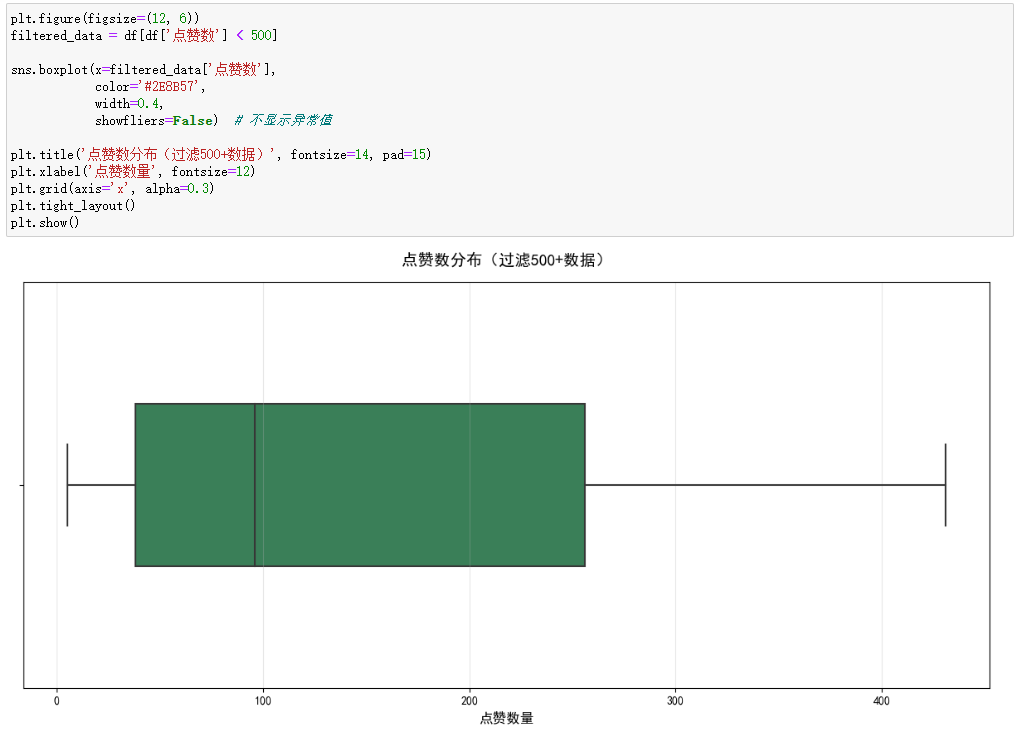 plt.figure(figsize=(12, 6))
filtered_data = df[df['点赞数'] < 500]
sns.boxplot(x=filtered_data['点赞数'],
            color='#2E8B57',
            width=0.4,
            showfliers=False)  # 不显示异常值
plt.title('点赞数分布（过滤500+数据）', fontsize=14, pad=15)
plt.xlabel('点赞数量', fontsize=12)
plt.grid(axis='x', alpha=0.3)
plt.tight_layout()
plt.show()
点赞数分布（过滤500+数据）
0 100 200 300 400
点赞数量